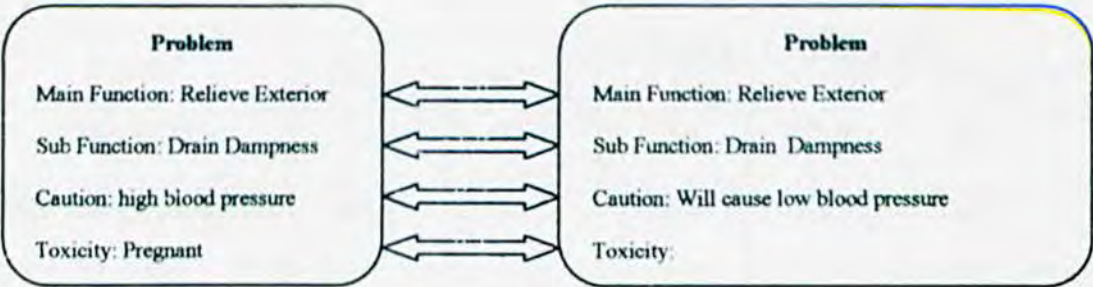 Problem
Main Function: Relieve Exterior
Sub Function: Drain Dampness
Caution: high blood pressure
Toxicity: Pregnant
Problem
Main Function: Relieve Exterior
Sub Function: Drain Dampness
Caution: Will cause low blood pressure
Toxicity: